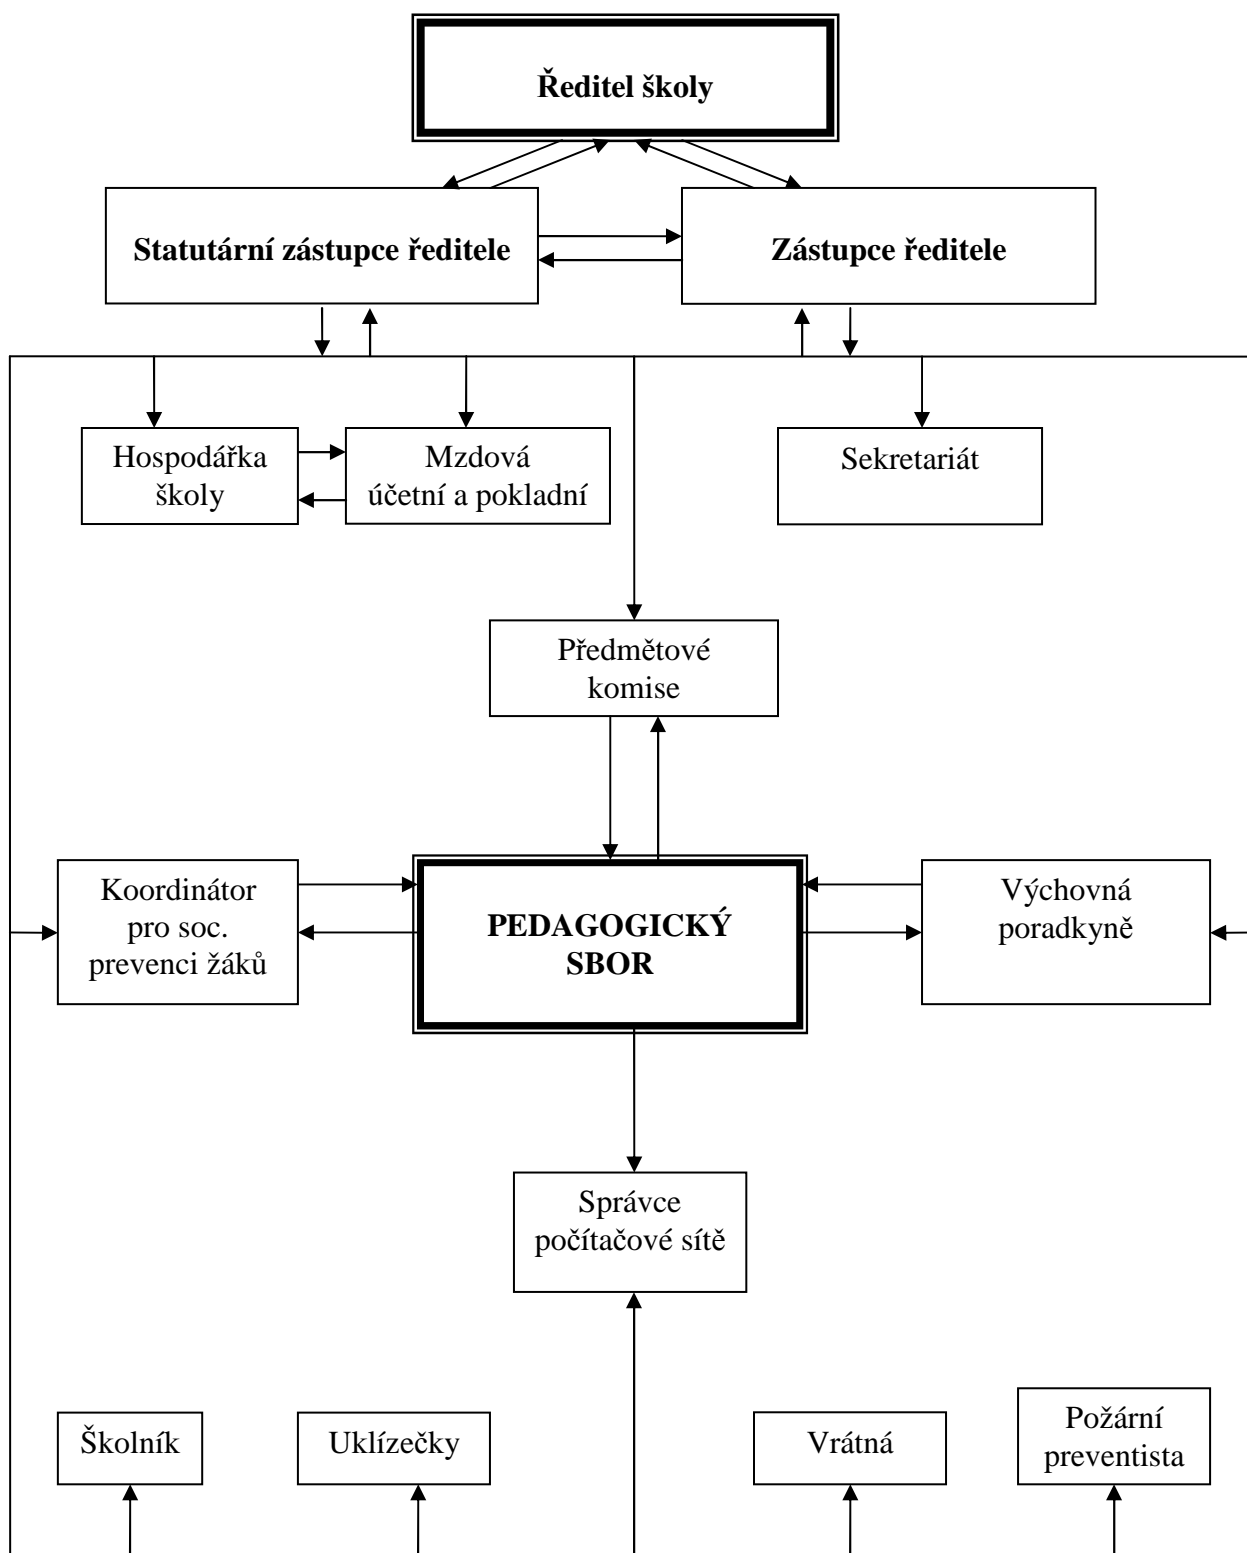 Ředitel školy
Statutární zástupce ředitele
Zástupce ředitele
Hospodářka
školy
Mzdová
účetní a pokladní
Sekretariát
Předmětové
komise
Koordinátor
pro soc.
prevenci žáků
PEDAGOGICKÝ
SBOR
Výchovná
poradkyně
Správce
počítačové sítě
Školník
Uklízečky
Vrátná
Požární
preventista